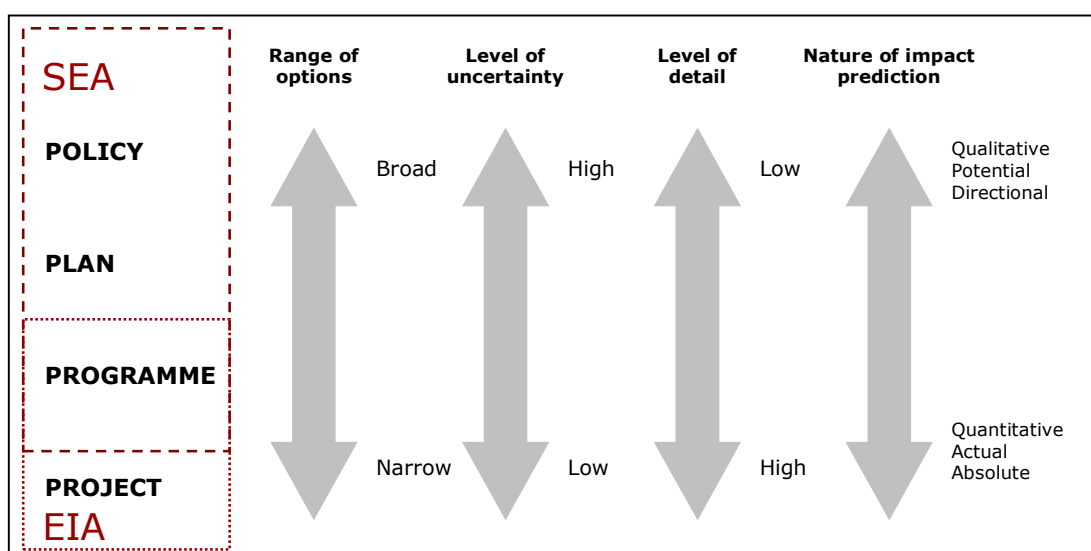 SEA
POLICY
PLAN
PROGRAMME
PROJECT
EIA
Range of
options
Broad
Narrow
Level of
uncertainty
High
Low
Level of
detail
Low
High
Nature of impact
prediction
Qualitative
Potential
Directional
Quantitative
Actual
Absolute